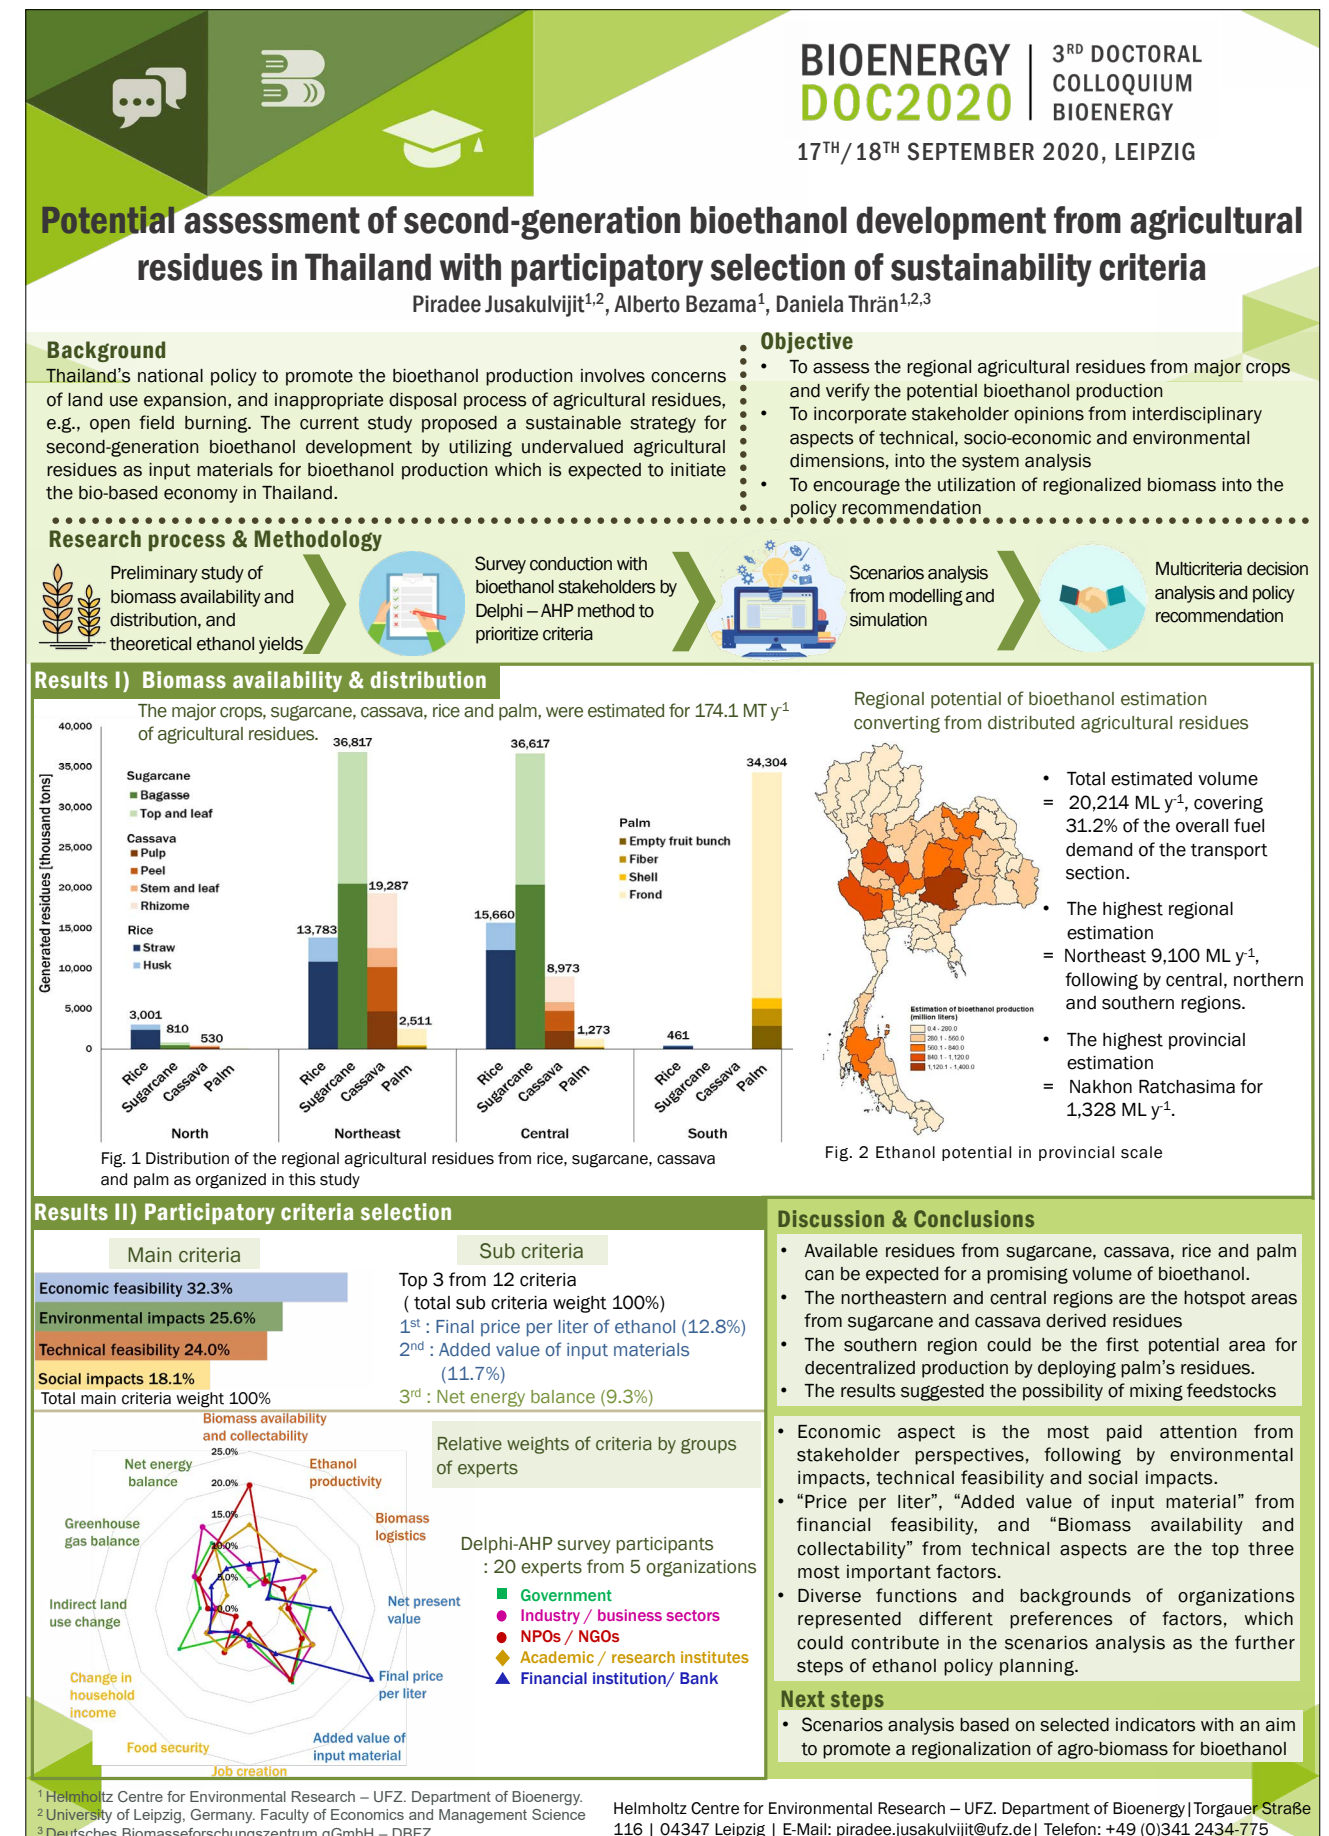 BIOENERGY
DOC2020
3RD DOCTORAL
COLLOQUIUM
BIOENERGY
17TH/18TH SEPTEMBER 2020, LEIPZIG
Potential assessment of second-generation bioethanol development from agricultural
residues in Thailand with participatory selection of sustainability criteria
Piradee Jusakulvijit1,2, Alberto Bezama1, Daniela Thrän1,2,3
Background
Thailand's national policy to promote the bioethanol production involves concerns
of land use expansion, and inappropriate disposal process of agricultural residues,
e.g., open field burning. The current study proposed a sustainable strategy for
second-generation bioethanol development by utilizing undervalued agricultural
residues as input materials for bioethanol production which is expected to initiate
the bio-based economy in Thailand.
Objective
• To assess the regional agricultural residues from major crops
and verify the potential bioethanol production
• To incorporate stakeholder opinions from interdisciplinary
aspects of technical, socio-economic and environmental
dimensions, into the system analysis
• To encourage the utilization of regionalized biomass into the
policy recommendation
Research process & Methodology
Preliminary study of
biomass availability and
distribution, and
theoretical ethanol yields
Survey conduction with
bioethanol stakeholders by
Delphi – AHP method to
prioritize criteria
Scenarios analysis
from modelling and
simulation
Multicriteria decision
analysis and policy
recommendation
Results I) Biomass availability & distribution
The major crops, sugarcane, cassava, rice and palm, were estimated for 174.1 MT y-1
of agricultural residues.
Generated residues [thousand tons]
40,000
35,000
30,000
25,000
20,000
15,000
10,000
5,000
0
Sugarcane
Bagasse
Top and leaf
Cassava
Pulp
Peel
Stem and leaf
Rhizome
Rice
Straw
Husk
Palm
Empty fruit bunch
Fiber
Shell
Frond
3,001
810
530
13,783
36,817
19,287
2,511
15,660
36,617
8,973
1,273
461
34,304
Rice
Sugarcane
Cassava
Palm
Rice
Sugarcane
Cassava
Palm
Rice
Sugarcane
Cassava
Palm
Rice
Sugarcane
Cassava
Palm
North
Northeast
Central
South
Fig. 1 Distribution of the regional agricultural residues from rice, sugarcane, cassava
and palm as organized in this study
Regional potential of bioethanol estimation
converting from distributed agricultural residues
• Total estimated volume
= 20,214 ML y-1, covering
31.2% of the overall fuel
demand of the transport
section.
• The highest regional
estimation
= Northeast 9,100 ML y-1,
following by central, northern
and southern regions.
• The highest provincial
estimation
= Nakhon Ratchasima for
1,328 ML y-1.
Estimation of bioethanol production
(million liters)
0.4 - 280.0
280.1 - 560.0
560.1 - 840.0
840.1 - 1,120.0
1,120.1 - 1,400.0
Fig. 2 Ethanol potential in provincial scale
Results II) Participatory criteria selection
Main criteria
Economic feasibility 32.3%
Environmental impacts 25.6%
Technical feasibility 24.0%
Social impacts 18.1%
Total main criteria weight 100%
Sub criteria
Top 3 from 12 criteria
( total sub criteria weight 100%)
1st : Final price per liter of ethanol (12.8%)
2nd : Added value of input materials
(11.7%)
3rd : Net energy balance (9.3%)
Biomass availability
and collectability
Ethanol
productivity
Biomass
logistics
Net present
value
Final price
per liter
Added value of
input material
Job creation
Food security
Change in
household
income
Indirect land
use change
Greenhouse
gas balance
Net energy
balance
25.0%
20.0%
15.0%
10.0%
5.0%
0.0%
Relative weights of criteria by groups
of experts
Delphi-AHP survey participants
: 20 experts from 5 organizations
Government
Industry / business sectors
NPOs / NGOs
Academic / research institutes
Financial institution/ Bank
Discussion & Conclusions
• Available residues from sugarcane, cassava, rice and palm
can be expected for a promising volume of bioethanol.
• The northeastern and central regions are the hotspot areas
from sugarcane and cassava derived residues
• The southern region could be the first potential area for
decentralized production by deploying palm's residues.
• The results suggested the possibility of mixing feedstocks
• Economic aspect is the most paid attention from
stakeholder perspectives, following by environmental
impacts, technical feasibility and social impacts.
• “Price per liter”, “Added value of input material” from
financial feasibility, and “Biomass availability and
collectability” from technical aspects are the top three
most important factors.
• Diverse functions and backgrounds of organizations
represented different preferences of factors, which
could contribute in the scenarios analysis as the further
steps of ethanol policy planning.
Next steps
• Scenarios analysis based on selected indicators with an aim
to promote a regionalization of agro-biomass for bioethanol
1 Helmholtz Centre for Environmental Research – UFZ. Department of Bioenergy.
2 University of Leipzig, Germany. Faculty of Economics and Management Science
3 Deutsches Biomasseforschungszentrum gGmbH – DBFZ
Helmholtz Centre for Environmental Research – UFZ. Department of Bioenergy|Torgauer Straße
116 | 04347 Leipzig | E-Mail: piradee.jusakulvijit@ufz.de| Telefon: +49 (0)341 2434-775